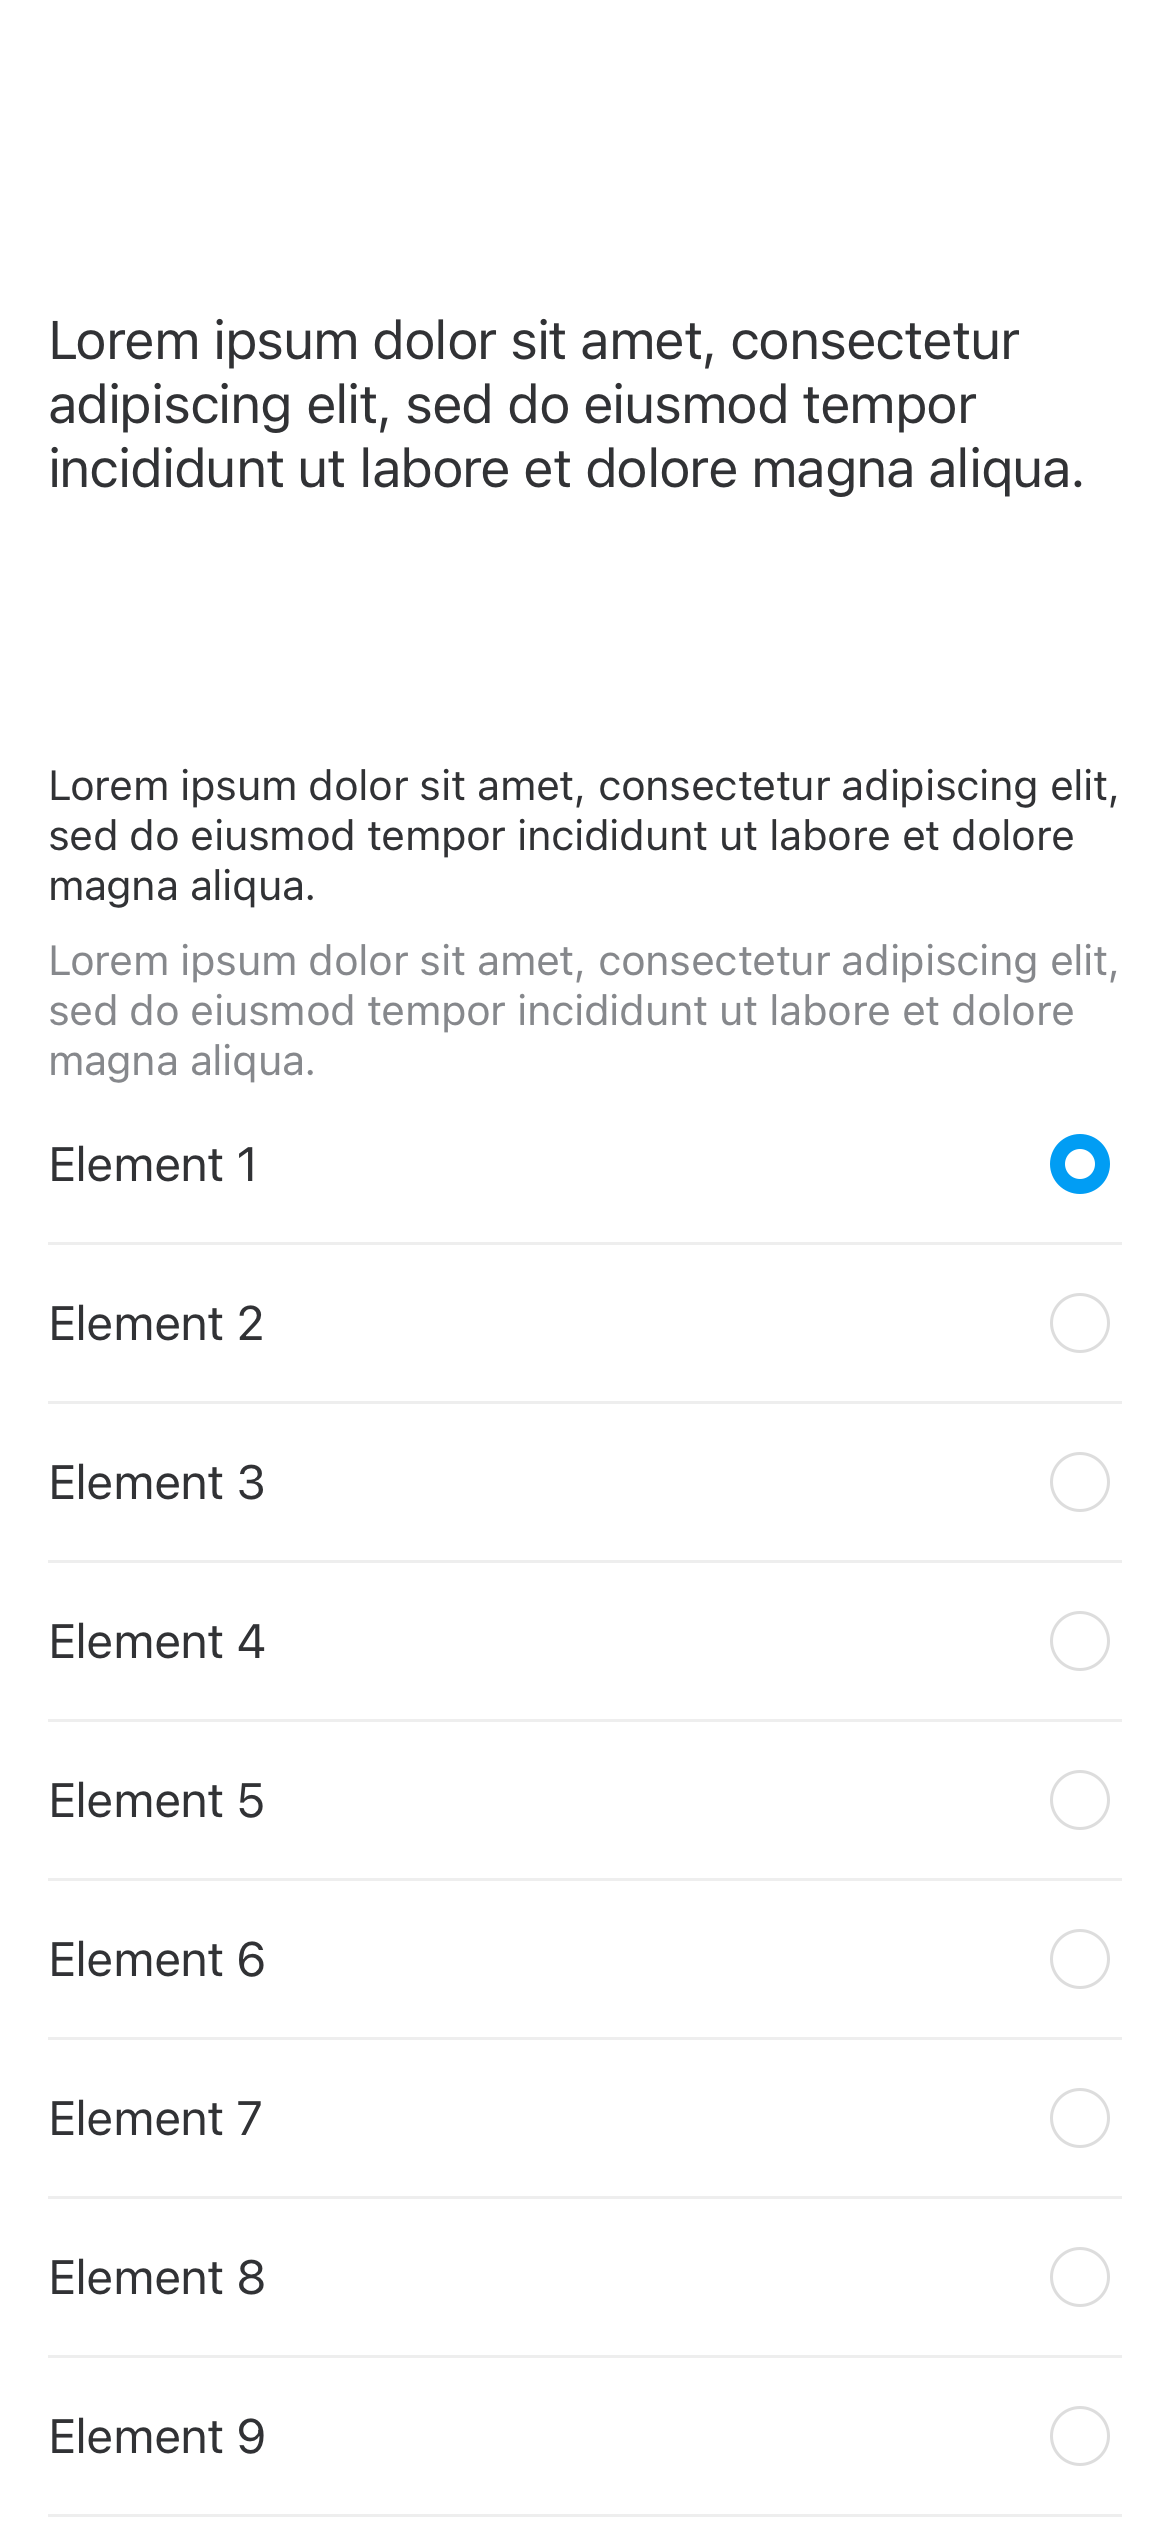 Lorem ipsum dolor sit amet, consectetur
adipiscing elit, sed do eiusmod tempor
incididunt ut labore et dolore magna aliqua.
Lorem ipsum dolor sit amet, consectetur adipiscing elit,
sed do eiusmod tempor incididunt ut labore et dolore
magna aliqua.
Lorem ipsum dolor sit amet, consectetur adipiscing elit,
sed do eiusmod tempor incididunt ut labore et dolore
magna aliqua.
Element 1
Element 2
Element 3
Element 4
Element 5
Element 6
Element 7
Element 8
Element 9